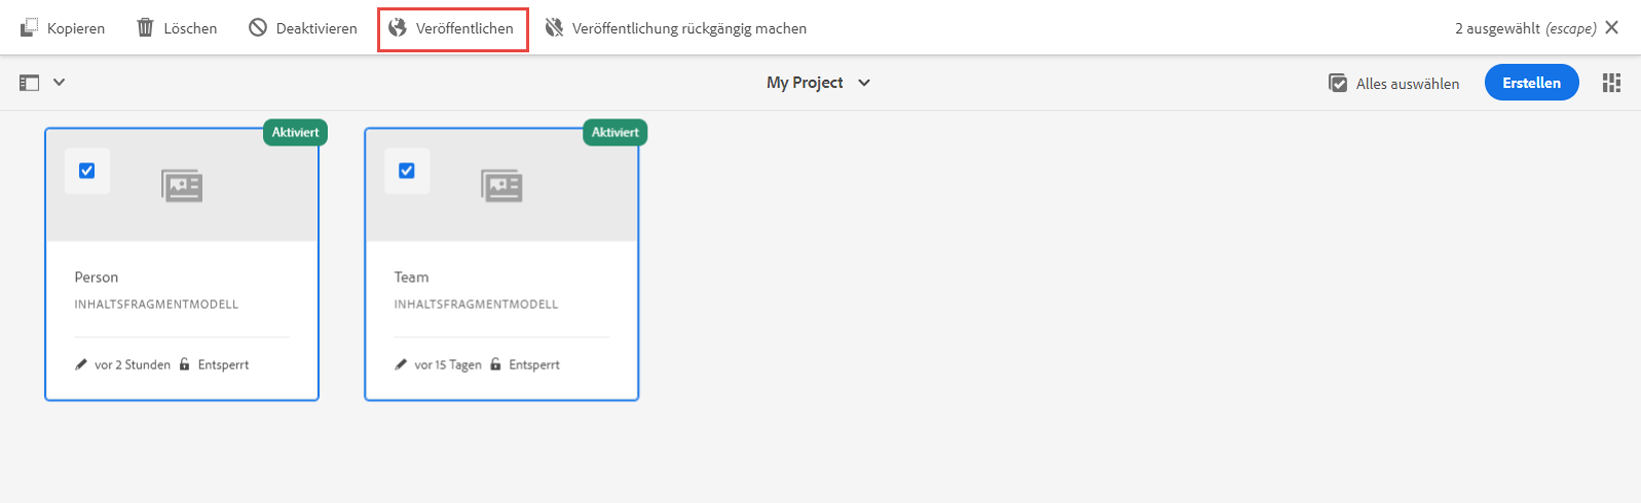 Kopieren Löschen Deaktivieren Veröffentlichen Veröffentlichung rückgängig machen 2 ausgewählt (escape)
My Project Alles auswählen Erstellen
Aktiviert Aktiviert
Person Team
INHALTSFRAGMENTMODELL INHALTSFRAGMENTMODELL
vor 2 Stunden Entsperrt vor 15 Tagen Entsperrt